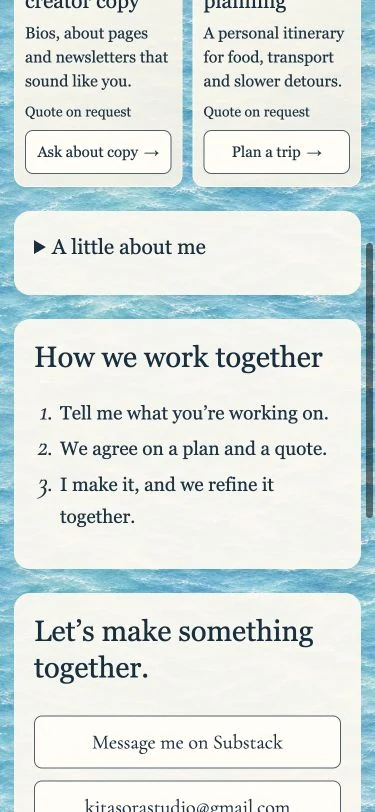 creator copy
Bios, about pages
and newsletters that
sound like you.
Quote on request
Ask about copy →
planning
A personal itinerary
for food, transport
and slower detours.
Quote on request
Plan a trip →
▶ A little about me
How we work together
1. Tell me what you’re working on.
2. We agree on a plan and a quote.
3. I make it, and we refine it
together.
Let’s make something
together.
Message me on Substack
kitasorastudio@gmail.com